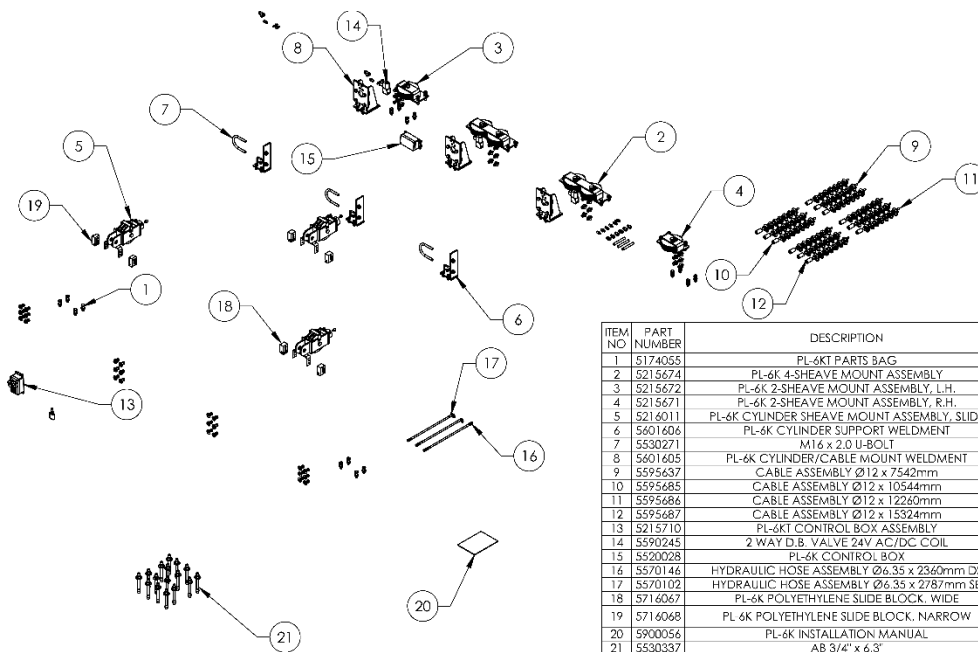 14
8
3
7
15
5
2
9
11
19
4
10
1
12
18
6
17
13
16
20
21
ITEM NO PART NUMBER DESCRIPTION
1 5174055 PL-6KT PARTS BAG
2 5215674 PL-6K 4-SHEAVE MOUNT ASSEMBLY
3 5215672 PL-6K 2-SHEAVE MOUNT ASSEMBLY, L.H.
4 5215671 PL-6K 2-SHEAVE MOUNT ASSEMBLY, R.H.
5 5216011 PL-6K CYLINDER SHEAVE MOUNT ASSEMBLY, SLID
6 5601606 PL-6K CYLINDER SUPPORT WELDMENT
7 5530271 M16 x 2.0 U-BOLT
8 5601605 PL-6K CYLINDER/CABLE MOUNT WELDMENT
9 5595637 CABLE ASSEMBLY Ø12 x 7542mm
10 5595685 CABLE ASSEMBLY Ø12 x 10544mm
11 5595686 CABLE ASSEMBLY Ø12 x 12260mm
12 5595687 CABLE ASSEMBLY Ø12 x 15324mm
13 5215710 PL-6KT CONTROL BOX ASSEMBLY
14 5590245 2 WAY D.B. VALVE 24V AC/DC COIL
15 5520028 PL-6K CONTROL BOX
16 5570146 HYDRAULIC HOSE ASSEMBLY Ø6.35 x 2360mm
17 5570102 HYDRAULIC HOSE ASSEMBLY Ø6.35 x 2787mm
18 5716067 PL-6K POLYETHYLENE SLIDE BLOCK, WIDE
19 5716068 PL-6K POLYETHYLENE SLIDE BLOCK, NARROW
20 5900056 PL-6K INSTALLATION MANUAL
21 5530337 AB 3/4" x 6.3"